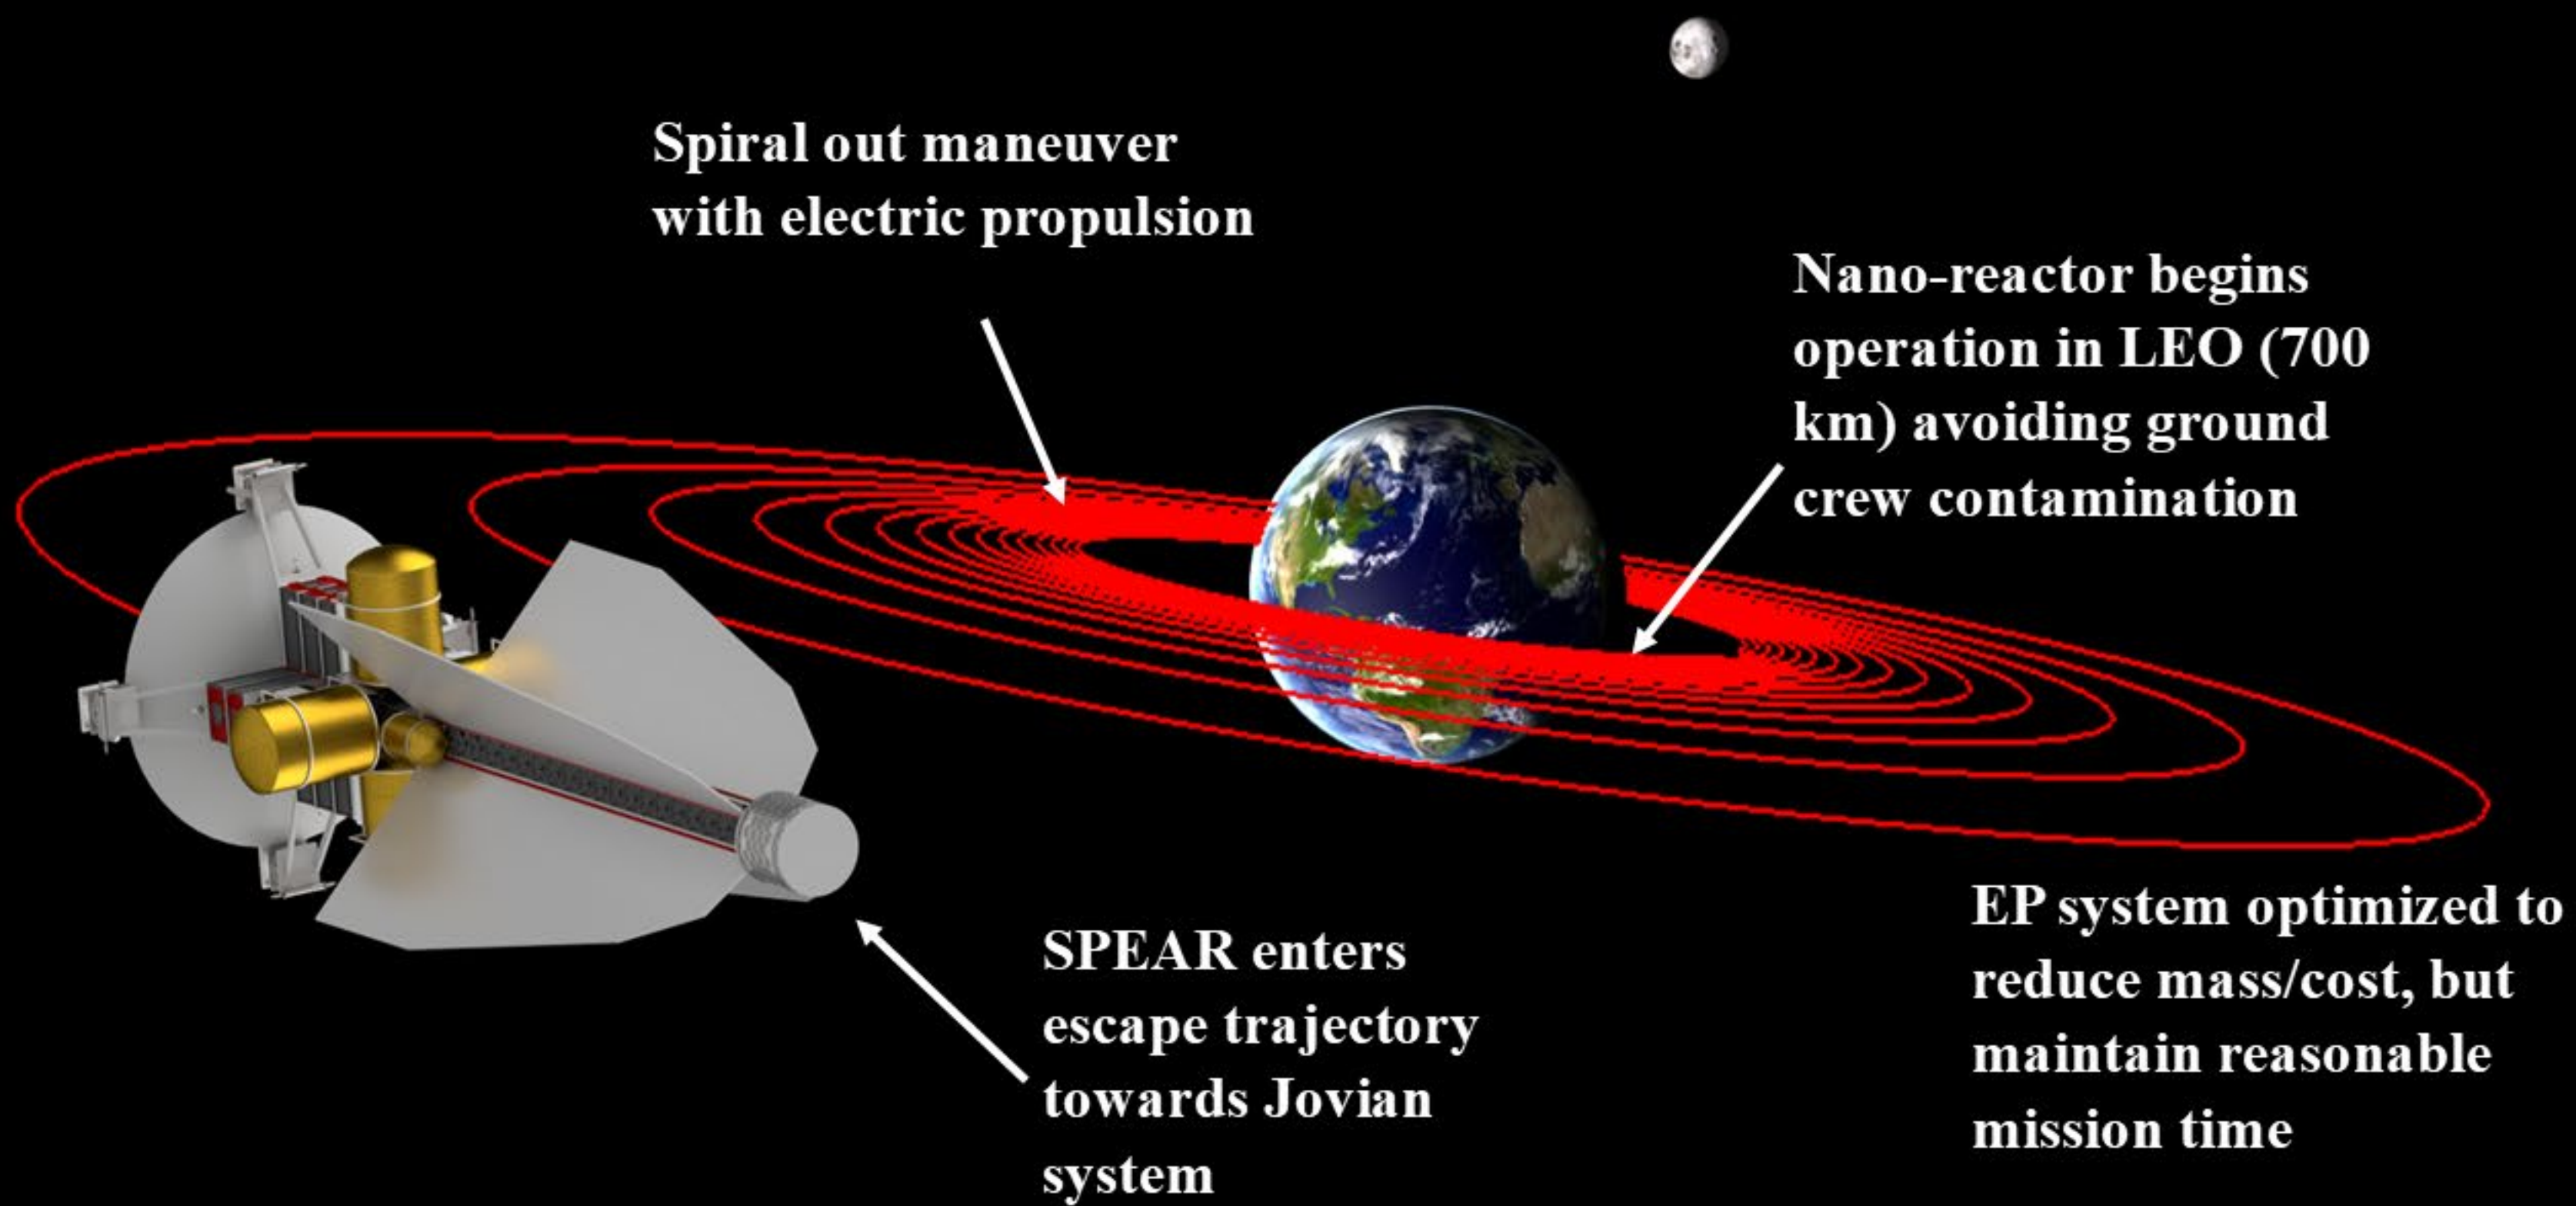 Spiral out maneuver
with electric propulsion
Nano-reactor begins
operation in LEO (700
km) avoiding ground
crew contamination
SPEAR enters
escape trajectory
towards Jovian
system
EP system optimized to
reduce mass/cost, but
maintain reasonable
mission time